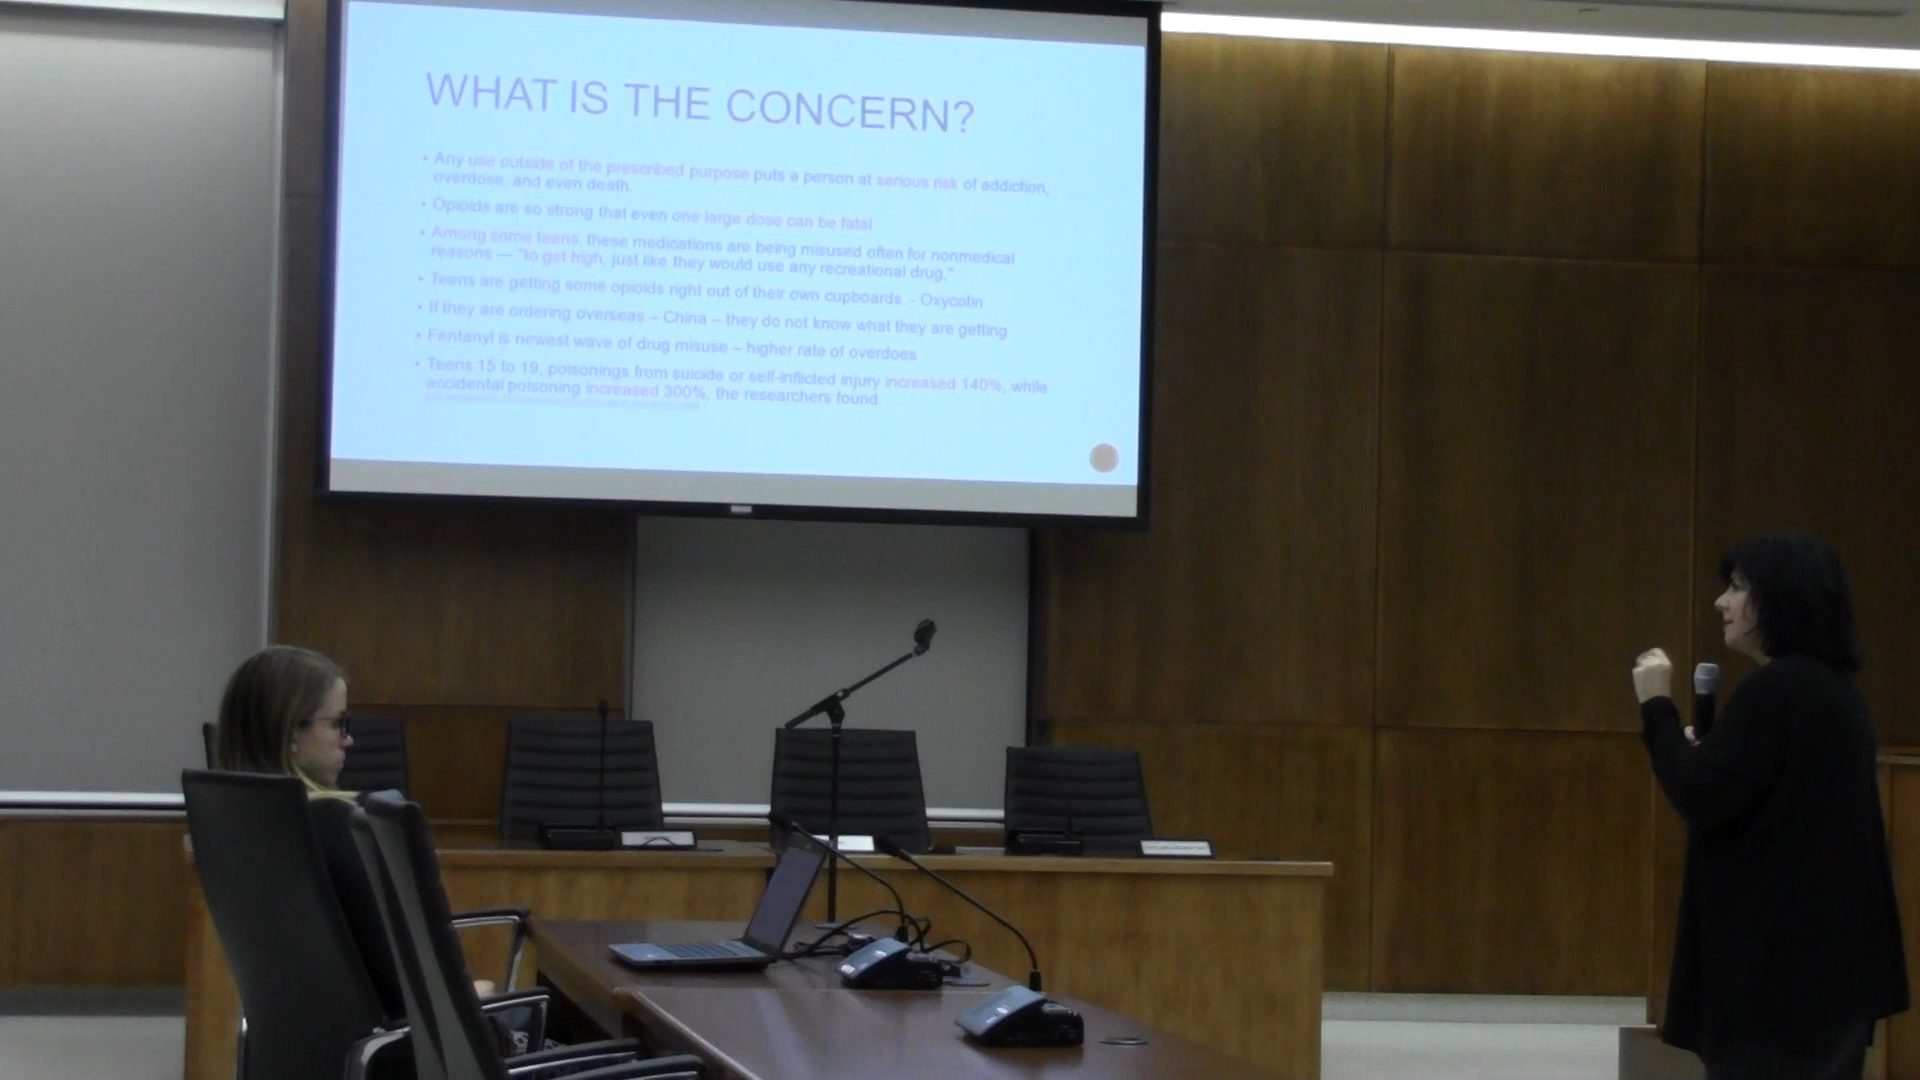 WHAT IS THE CONCERN?
• Any use outside of the prescribed purpose puts a person at serious risk of addiction,
overdose, and even death
• Opioids are so strong that even one large dose can be fatal
• Among some teens, these medications are being misused often for nonmedical
reasons — "to get high, just like they would use any recreational drug."
• Teens are getting some opioids right out of their own cupboards - Oxycotin
• If they are ordering overseas – China – they do not know what they are getting
• Fentanyl is newest wave of drug misuse – higher rate of overdoes
• Teens 15 to 19, poisonings from suicide or self-inflicted injury increased 140%, while
accidental poisoning increased 300%, the researchers found.